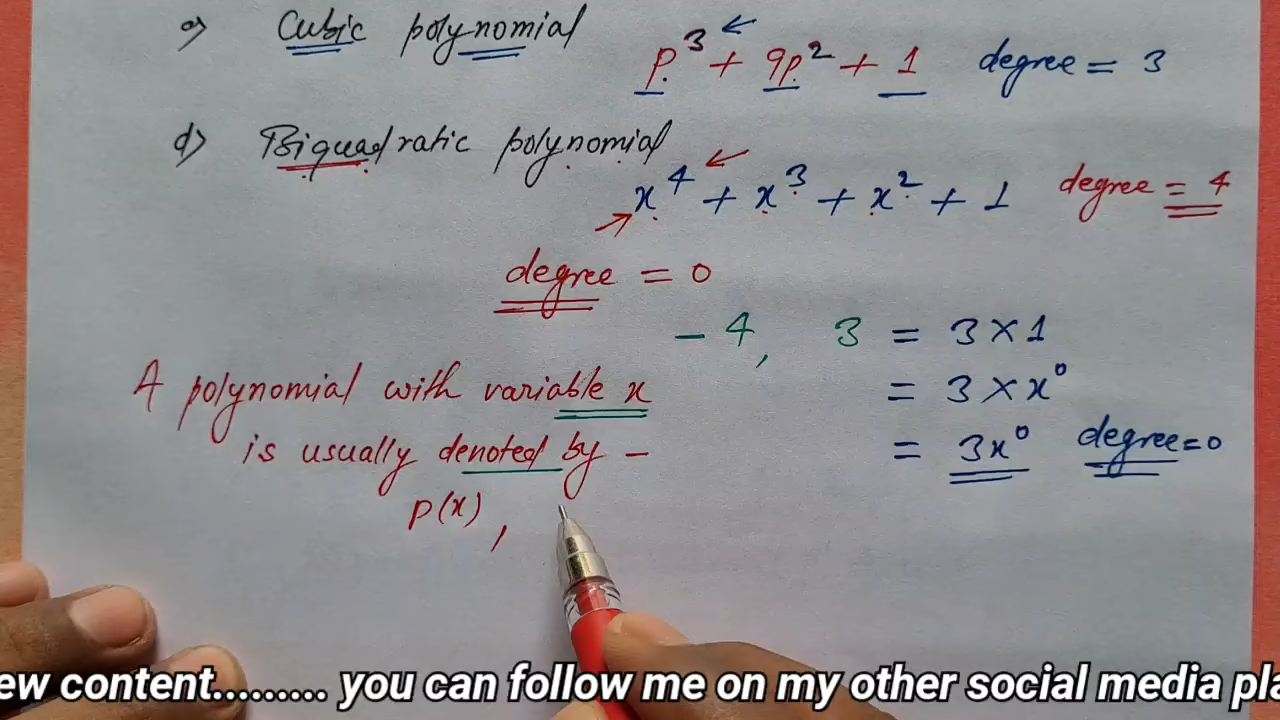 c) Cubic polynomial
p³ + 9p² + 1 degree = 3
d) Biquadratic polynomial
x⁴ + x³ + x² + 1 degree = 4
degree = 0
- 4, 3 = 3 × 1
= 3 × x⁰
= 3x⁰ degree = 0
A polynomial with variable x
is usually denoted by -
p(x),
ew content......... you can follow me on my other social media pla